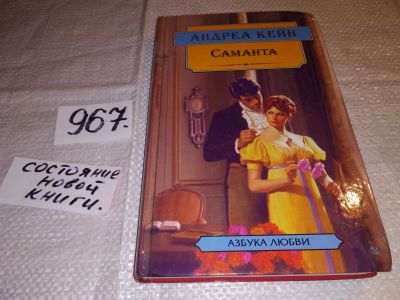 АНДРЕА КЕЙН
САМАНТА
967.
СОСТОЯНИЕ
НОВОЙ
КНИГИ.
АЗБУКА ЛЮБВИ